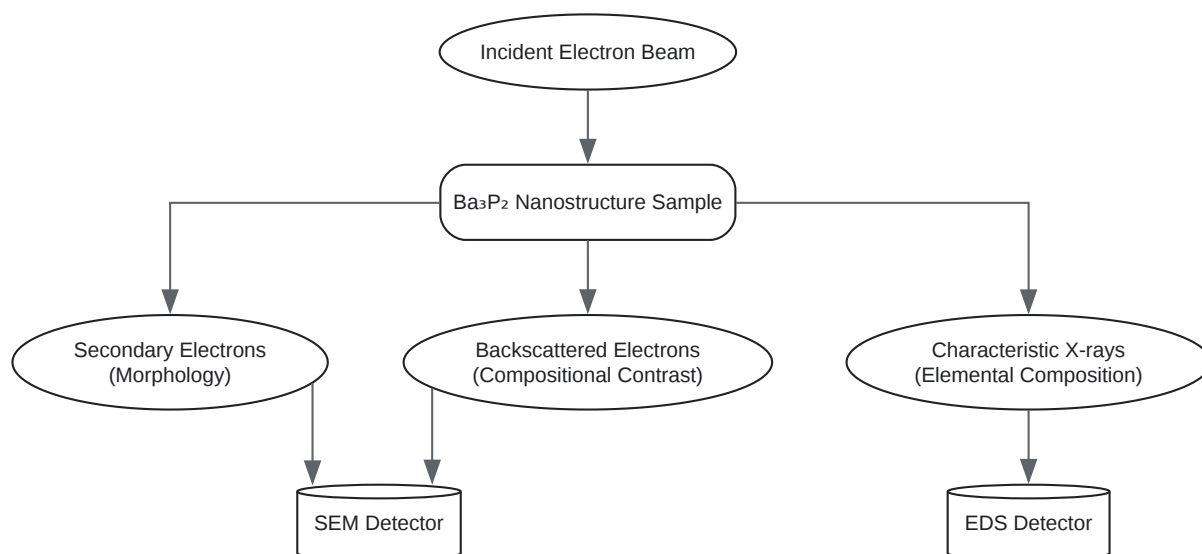 Incident Electron Beam
Ba₃P₂ Nanostructure Sample
Secondary Electrons
(Morphology)
Backscattered Electrons
(Compositional Contrast)
Characteristic X-rays
(Elemental Composition)
SEM Detector
EDS Detector